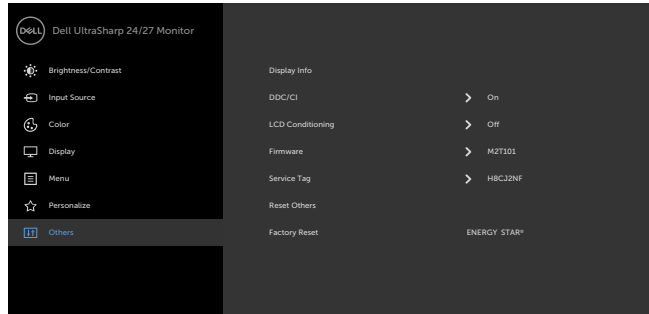 DELL Dell UltraSharp 24/27 Monitor
Brightness/Contrast Display Info
Input Source DDC/CI On
Color LCD Conditioning Off
Display Firmware M2T101
Menu Service Tag H8CJ2NF
Personalize Reset Others
Others Factory Reset ENERGY STAR®